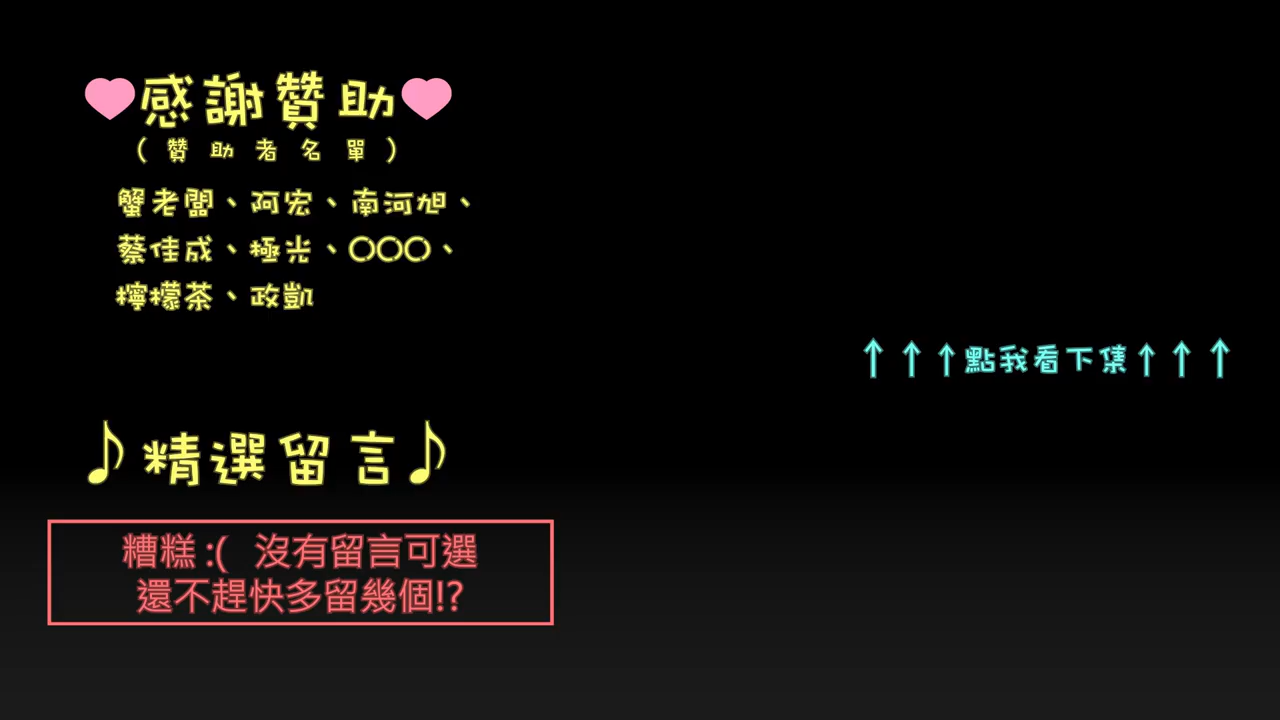 感謝贊助
(贊助者名單)
蟹老闆、阿宏、南河旭、
蔡佳成、極光、〇〇〇、
檸檬茶、政凱
↑↑↑點我看下集↑↑↑
♪精選留言♪
糟糕 :( 沒有留言可選
還不趕快多留幾個!?